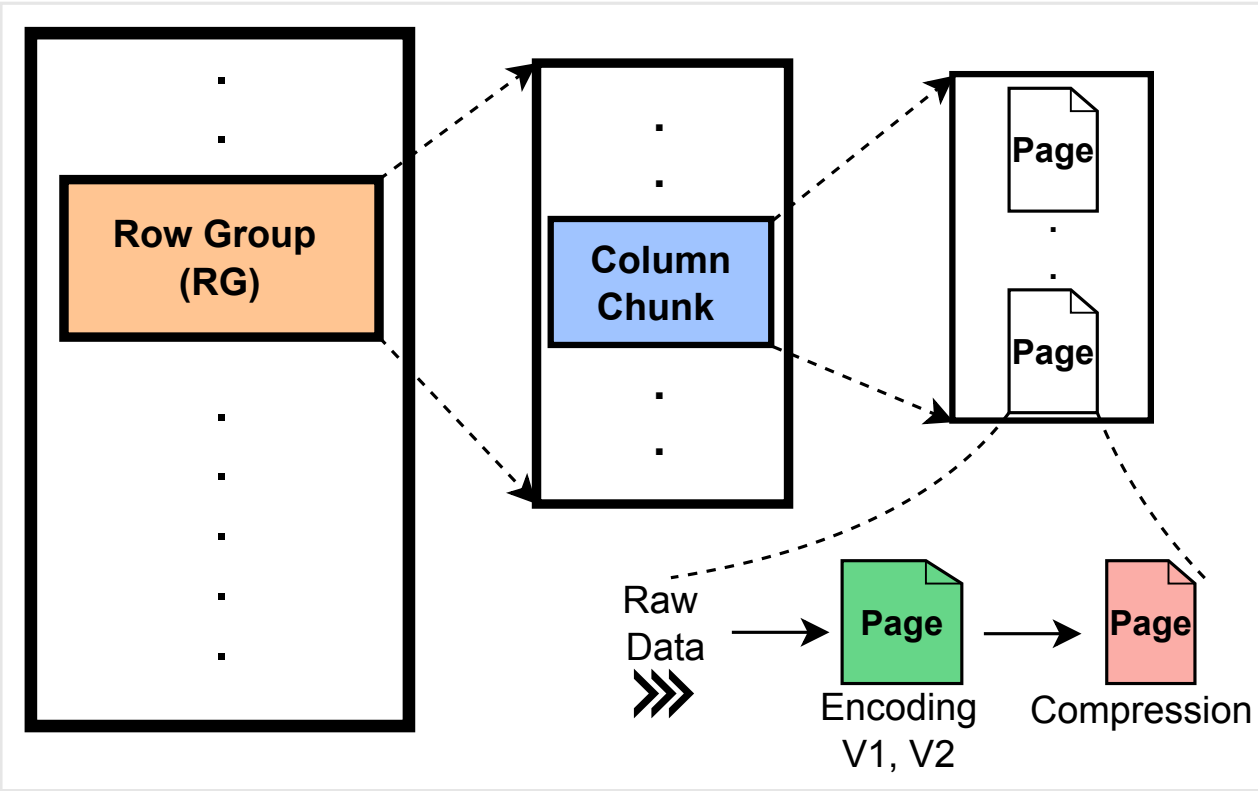 Row Group
(RG)
Column
Chunk
Page
Page
Raw
Data
Page
Encoding
V1, V2
Page
Compression